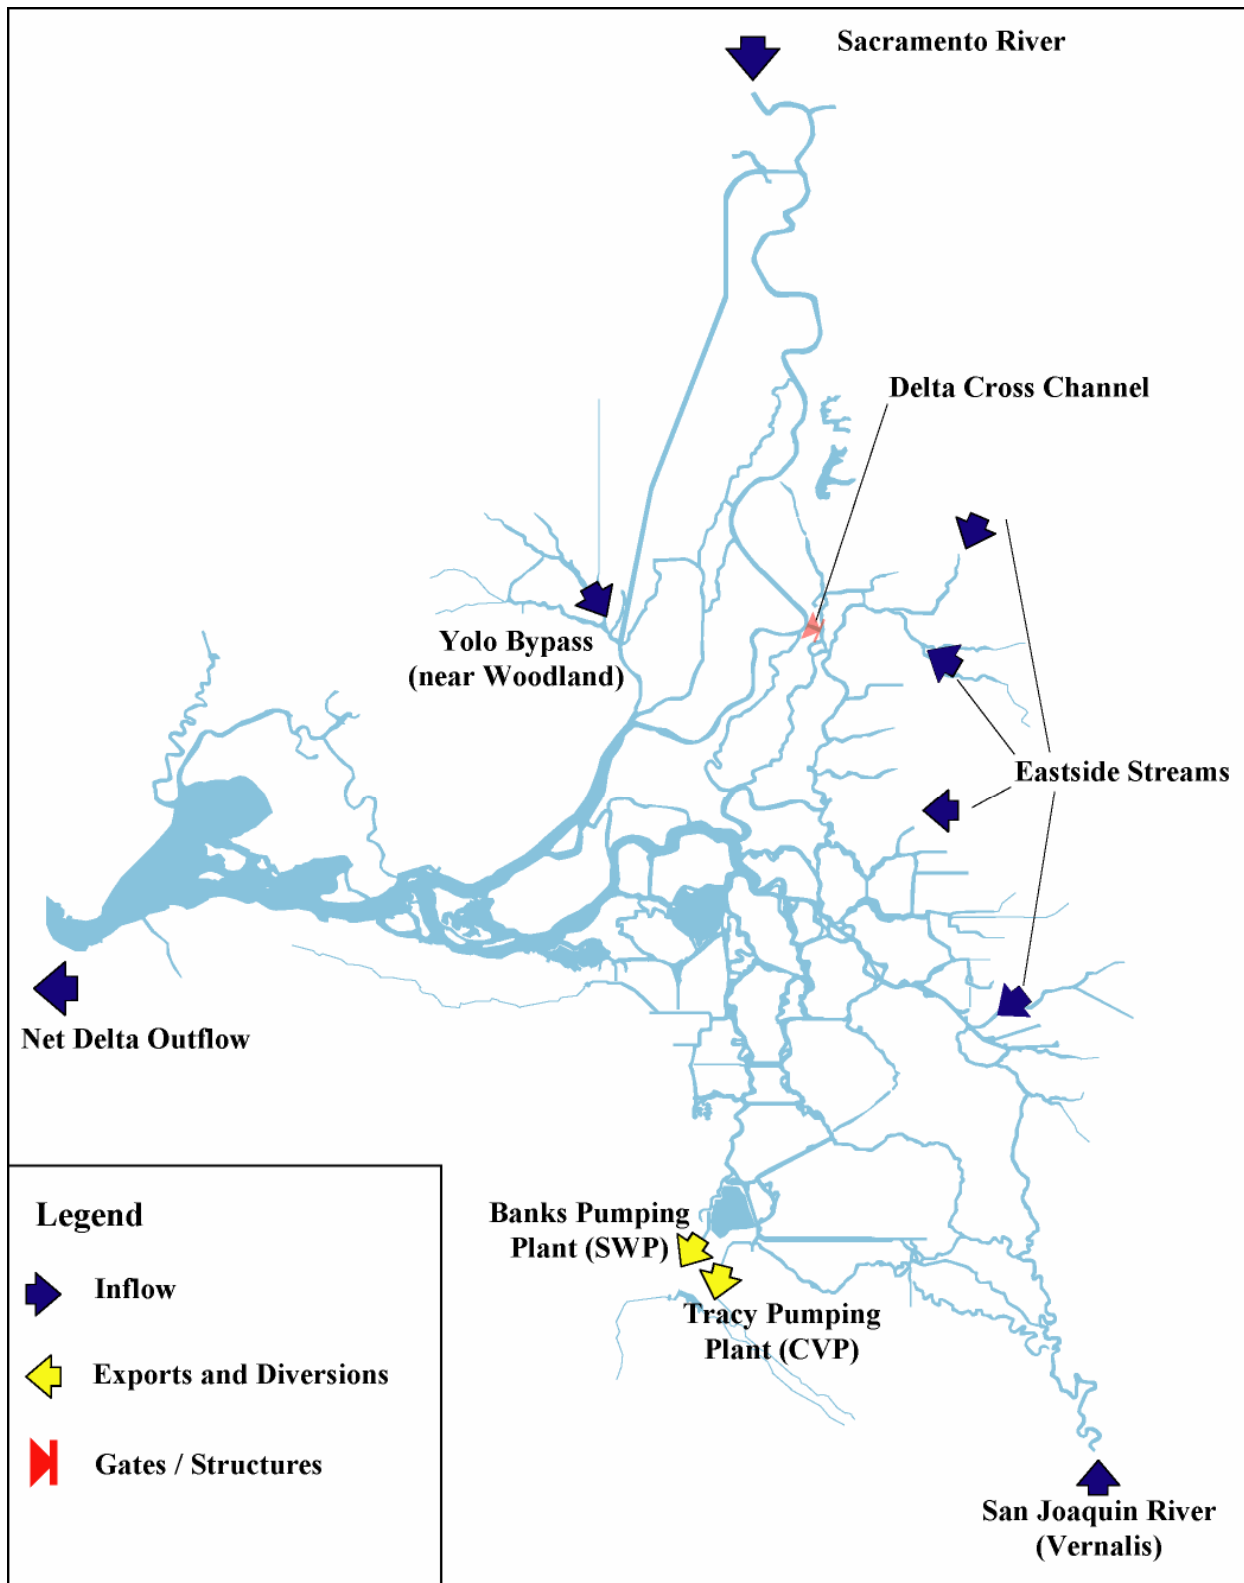 Sacramento River
Delta Cross Channel
Yolo Bypass
(near Woodland)
Eastside Streams
Net Delta Outflow
Banks Pumping
Plant (SWP)
Tracy Pumping
Plant (CVP)
San Joaquin River
(Vernalis)
Legend
Inflow
Exports and Diversions
Gates / Structures